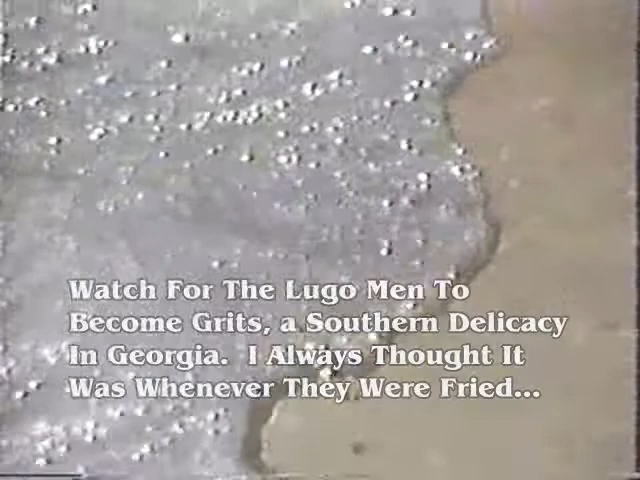 Watch For The Lugo Men To
Become Grits, a Southern Delicacy
In Georgia.  I Always Thought It
Was Whenever They Were Fried...